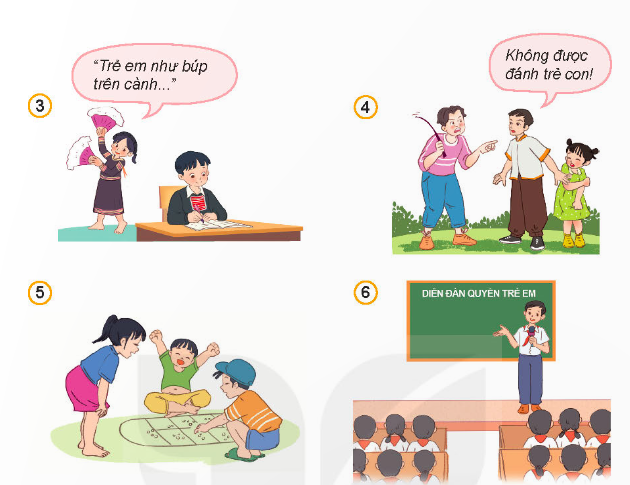 3
“Trẻ em như búp
trên cành...”
4
Không được
đánh trẻ con!
5
6
DIỄN ĐÀN QUYỀN TRẺ EM